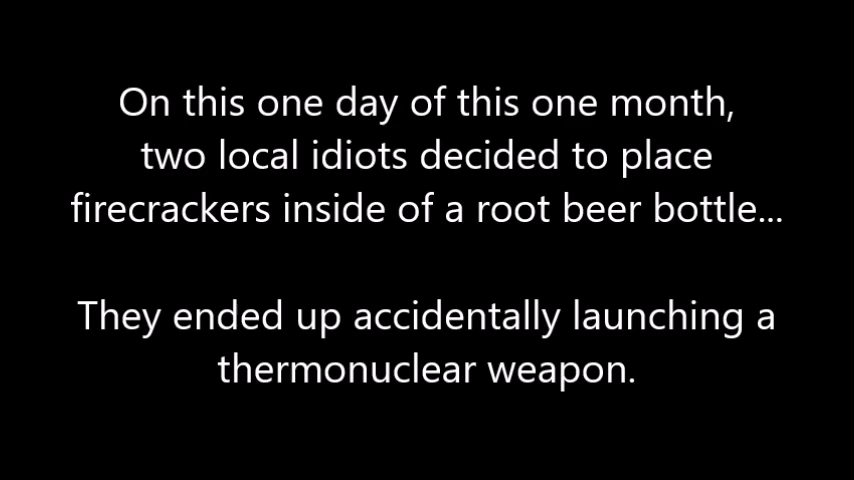 On this one day of this one month,
two local idiots decided to place
firecrackers inside of a root beer bottle...
They ended up accidentally launching a
thermonuclear weapon.